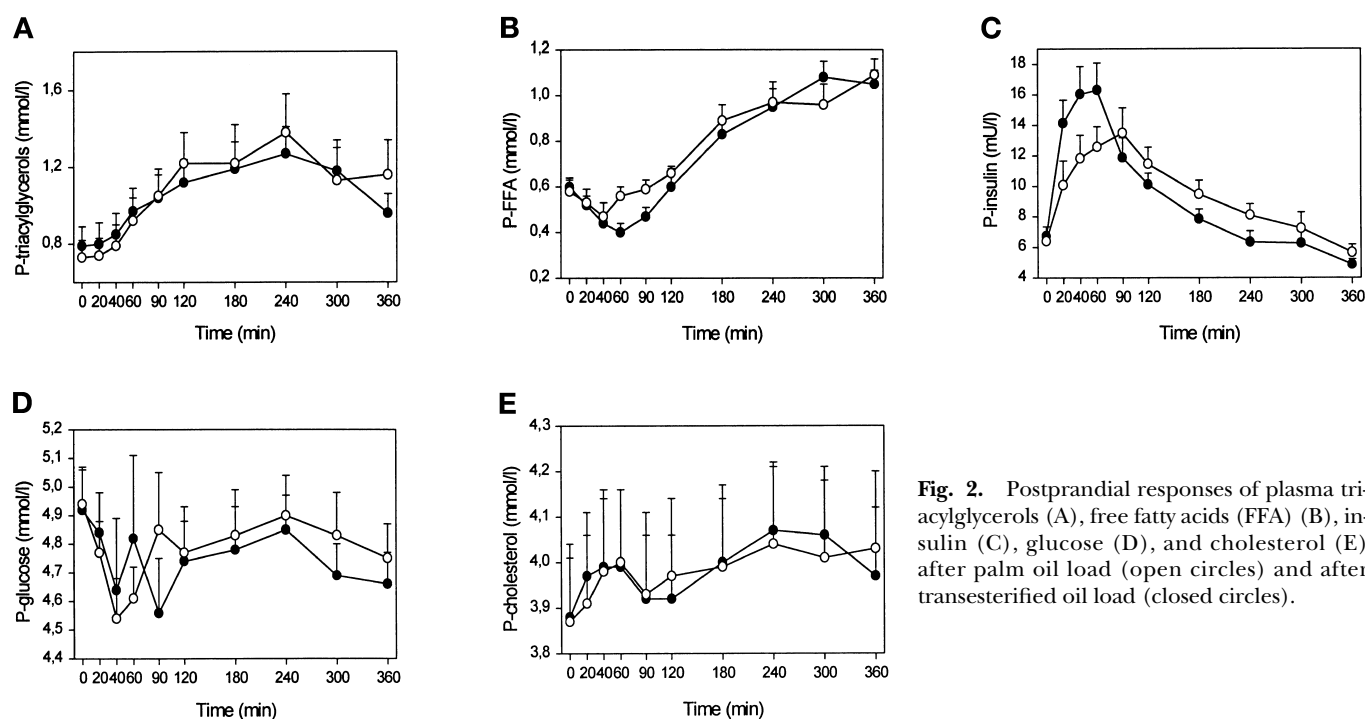 A
P-triacylglycerols (mmol/l)
1,6
1,2
0,8
0 20 40 60 90 120 180 240 300 360
Time (min)
B
P-FFA (mmol/l)
1,2
1,0
0,8
0,6
0,4
0,2
0 20 40 60 90 120 180 240 300 360
Time (min)
C
P-insulin (mU/l)
18
16
14
12
10
8
6
4
0 20 40 60 90 120 180 240 300 360
Time (min)
D
P-glucose (mmol/l)
5,2
5,1
5,0
4,9
4,8
4,7
4,6
4,5
4,4
0 20 40 60 90 120 180 240 300 360
Time (min)
E
P-cholesterol (mmol/l)
4,3
4,2
4,1
4,0
3,9
3,8
0 20 40 60 90 120 180 240 300 360
Time (min)
Fig. 2. Postprandial responses of plasma tri-
acylglycerols (A), free fatty acids (FFA) (B), in-
sulin (C), glucose (D), and cholesterol (E)
after palm oil load (open circles) and after
transesterified oil load (closed circles).